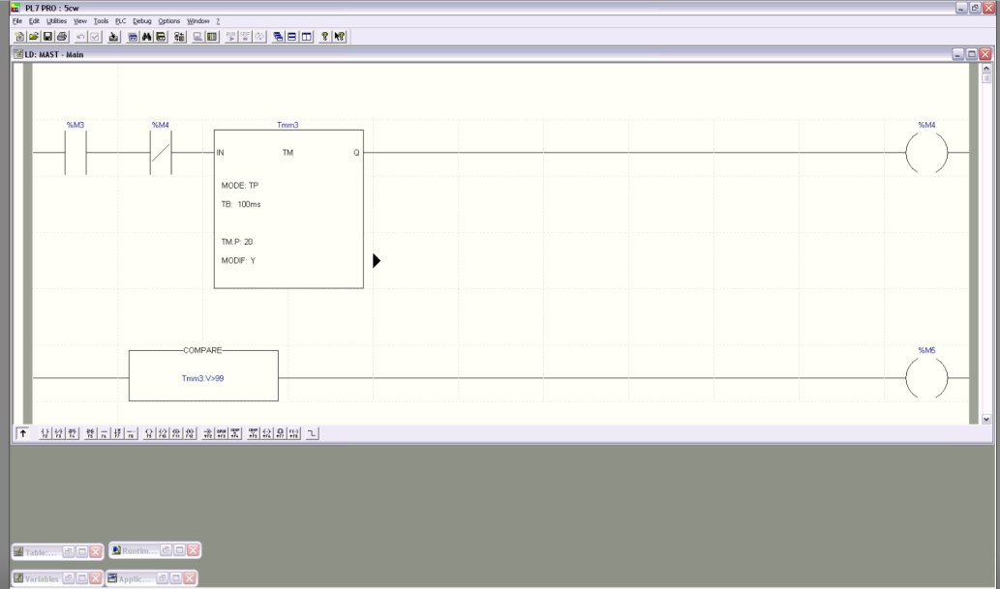 PL7 PRO : 5cw
File Edit Utilities View Tools PLC Debug Options Window ?
LD: MAST - Main
%M3 %M4 Tmm3 %M4
IN TM Q
MODE: TP
TB: 100ms
TM.P: 20
MODIF: Y
COMPARE %M5
Tmm3.V>99
Table:... Runtim...
Variables Applic...